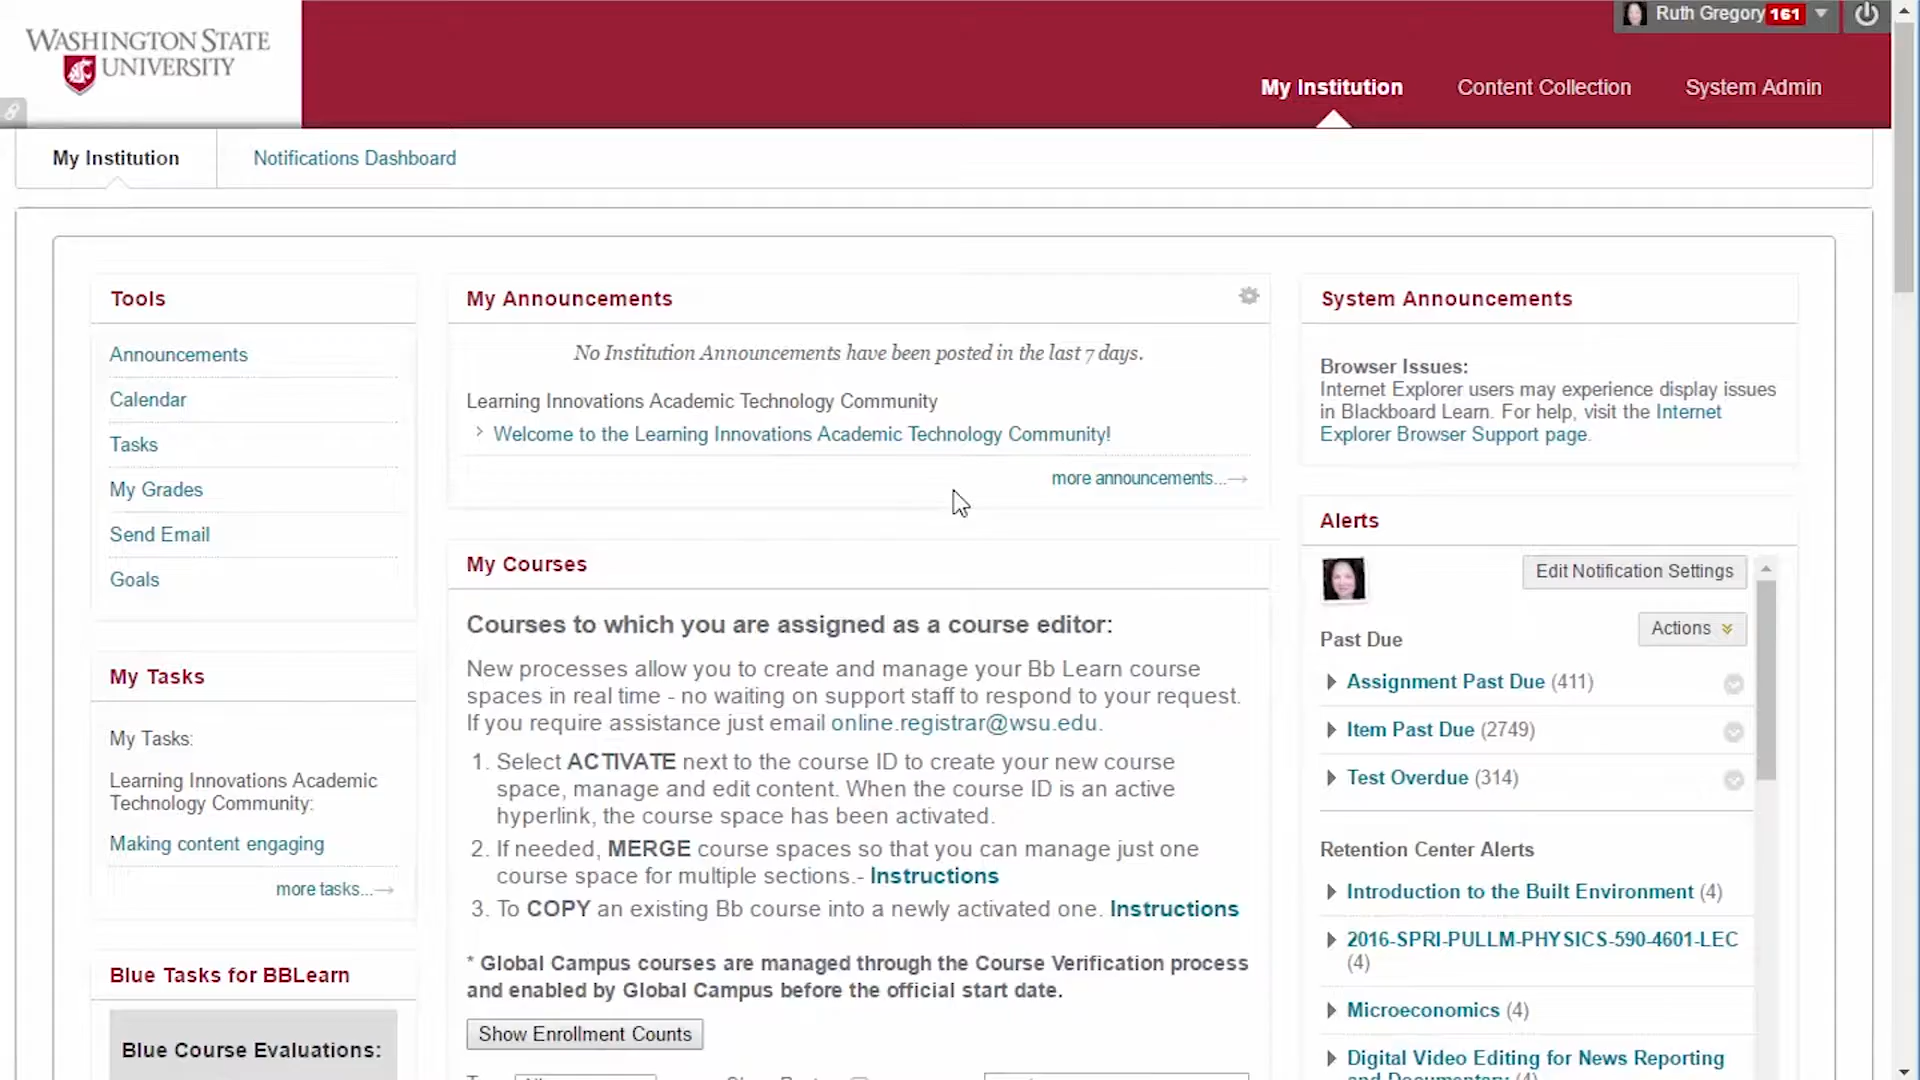 WASHINGTON STATE
UNIVERSITY
Ruth Gregory 161
My Institution
Content Collection
System Admin
My Institution
Notifications Dashboard
Tools
Announcements
Calendar
Tasks
My Grades
Send Email
Goals
My Tasks
My Tasks:
Learning Innovations Academic
Technology Community:
Making content engaging
more tasks...→
Blue Tasks for BBLearn
Blue Course Evaluations:
My Announcements
No Institution Announcements have been posted in the last 7 days.
Learning Innovations Academic Technology Community
Welcome to the Learning Innovations Academic Technology Community!
more announcements...→
My Courses
Courses to which you are assigned as a course editor:
New processes allow you to create and manage your Bb Learn course
spaces in real time - no waiting on support staff to respond to your request.
If you require assistance just email online.registrar@wsu.edu.
1. Select ACTIVATE next to the course ID to create your new course
space, manage and edit content. When the course ID is an active
hyperlink, the course space has been activated.
2. If needed, MERGE course spaces so that you can manage just one
course space for multiple sections.- Instructions
3. To COPY an existing Bb course into a newly activated one. Instructions
* Global Campus courses are managed through the Course Verification process
and enabled by Global Campus before the official start date.
Show Enrollment Counts
System Announcements
Browser Issues:
Internet Explorer users may experience display issues
in Blackboard Learn. For help, visit the Internet
Explorer Browser Support page.
Alerts
Edit Notification Settings
Actions
Past Due
Assignment Past Due (411)
Item Past Due (2749)
Test Overdue (314)
Retention Center Alerts
Introduction to the Built Environment (4)
2016-SPRI-PULLM-PHYSICS-590-4601-LEC
(4)
Microeconomics (4)
Digital Video Editing for News Reporting